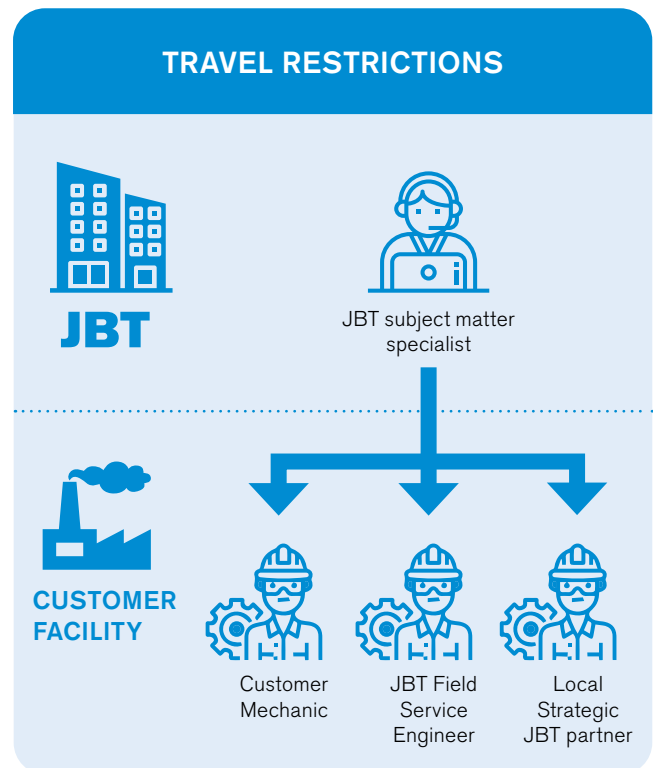 TRAVEL RESTRICTIONS
JBT
JBT subject matter
specialist
CUSTOMER
FACILITY
Customer
Mechanic
JBT Field
Service
Engineer
Local
Strategic
JBT partner